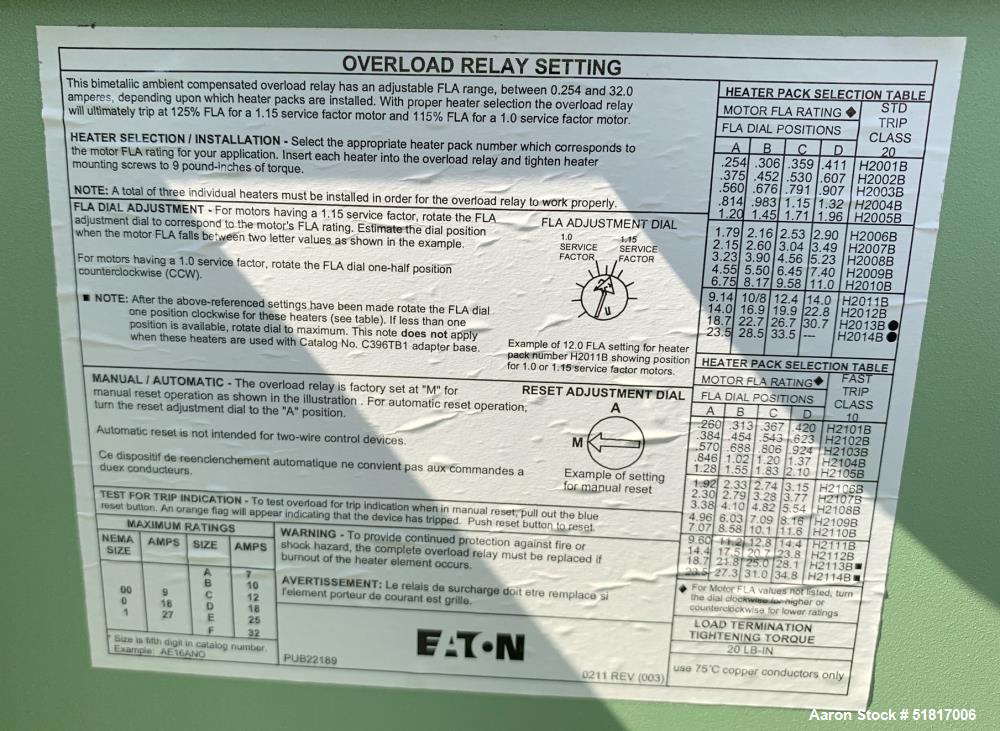 OVERLOAD RELAY SETTING
This bimetallic ambient compensated overload relay has an adjustable FLA range, between 0.254 and 32.0
amperes, depending upon which heater packs are installed. With proper heater selection the overload relay
will ultimately trip at 125% FLA for a 1.15 service factor motor and 115% FLA for a 1.0 service factor motor.
HEATER SELECTION / INSTALLATION - Select the appropriate heater pack number which corresponds to
the motor FLA rating for your application. Insert each heater into the overload relay and tighten heater
mounting screws to 9 pound-inches of torque.
NOTE: A total of three individual heaters must be installed in order for the overload relay to work properly.
FLA DIAL ADJUSTMENT - For motors having a 1.15 service factor, rotate the FLA
adjustment dial to correspond to the motor's FLA rating. Estimate the dial position
when the motor FLA falls between two letter values as shown in the example.
For motors having a 1.0 service factor, rotate the FLA dial one-half position
counterclockwise (CCW).
■ NOTE: After the above-referenced settings have been made rotate the FLA dial
one position clockwise for these heaters (see table). If less than one
position is available, rotate dial to maximum. This note does not apply
when these heaters are used with Catalog No. C396TB1 adapter base.
FLA ADJUSTMENT DIAL
1.0 1.15
SERVICE SERVICE
FACTOR FACTOR
Example of 12.0 FLA setting for heater
pack number H2011B showing position
for 1.0 or 1.15 service factor motors.
MANUAL / AUTOMATIC - The overload relay is factory set at "M" for
manual reset operation as shown in the illustration . For automatic reset operation,
turn the reset adjustment dial to the "A" position.
Automatic reset is not intended for two-wire control devices.
Ce dispositif de reenclenchement automatique ne convient pas aux commandes a
duex conducteurs.
RESET ADJUSTMENT DIAL
A
M
Example of setting
for manual reset
TEST FOR TRIP INDICATION - To test overload for trip indication when in manual reset, pull out the blue
reset button. An orange flag will appear indicating that the device has tripped. Push reset button to reset.
MAXIMUM RATINGS
NEMA SIZE AMPS SIZE AMPS
A 7
B 10
00 9 C 12
0 18 D 18
1 27 E 25
F 32
* Size is fifth digit in catalog number.
Example: AE16ANO
WARNING - To provide continued protection against fire or
shock hazard, the complete overload relay must be replaced if
burnout of the heater element occurs.
AVERTISSEMENT: Le relais de surcharge doit etre remplace si
l'element porteur de courant est grille.
PUB22189
EATON
0211 REV (003)
HEATER PACK SELECTION TABLE
MOTOR FLA RATING ◆ STD TRIP CLASS 20
FLA DIAL POSITIONS
A B C D
.254 .306 .359 .411 H2001B
.375 .452 .530 .607 H2002B
.560 .676 .791 .907 H2003B
.814 .983 1.15 1.32 H2004B
1.20 1.45 1.71 1.96 H2005B
1.79 2.16 2.53 2.90 H2006B
2.15 2.60 3.04 3.49 H2007B
3.23 3.90 4.56 5.23 H2008B
4.55 5.50 6.45 7.40 H2009B
6.75 8.17 9.58 11.0 H2010B
9.14 10/8 12.4 14.0 H2011B
14.0 16.9 19.9 22.8 H2012B
18.7 22.7 26.7 30.7 H2013B ●
23.5 28.5 33.5 --- H2014B ●
HEATER PACK SELECTION TABLE
MOTOR FLA RATING◆ FAST TRIP CLASS 10
FLA DIAL POSITIONS
A B C D
.260 .313 .367 .420 H2101B
.384 .454 .543 .623 H2102B
.570 .688 .806 .924 H2103B
.846 1.02 1.20 1.37 H2104B
1.28 1.55 1.83 2.10 H2105B
1.92 2.33 2.74 3.15 H2106B
2.30 2.79 3.28 3.77 H2107B
3.38 4.10 4.82 5.54 H2108B
4.96 6.03 7.09 8.16 H2109B
7.07 8.58 10.1 11.6 H2110B
9.60 11.2 12.8 14.4 H2111B
14.4 17.5 20.7 23.8 H2112B
18.7 21.8 25.0 28.1 H2113B ■
23.5 27.3 31.0 34.8 H2114B ■
◆ For Motor FLA values not listed, turn
the dial clockwise for higher or
counterclockwise for lower ratings
LOAD TERMINATION
TIGHTENING TORQUE
20 LB-IN
use 75°C copper conductors only
Aaron Stock # 51817006